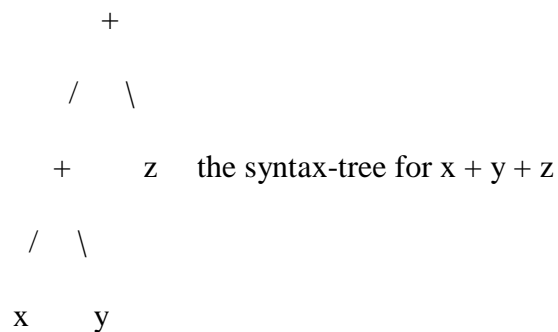 +
/ \
+ z the syntax-tree for x + y + z
/ \
x y